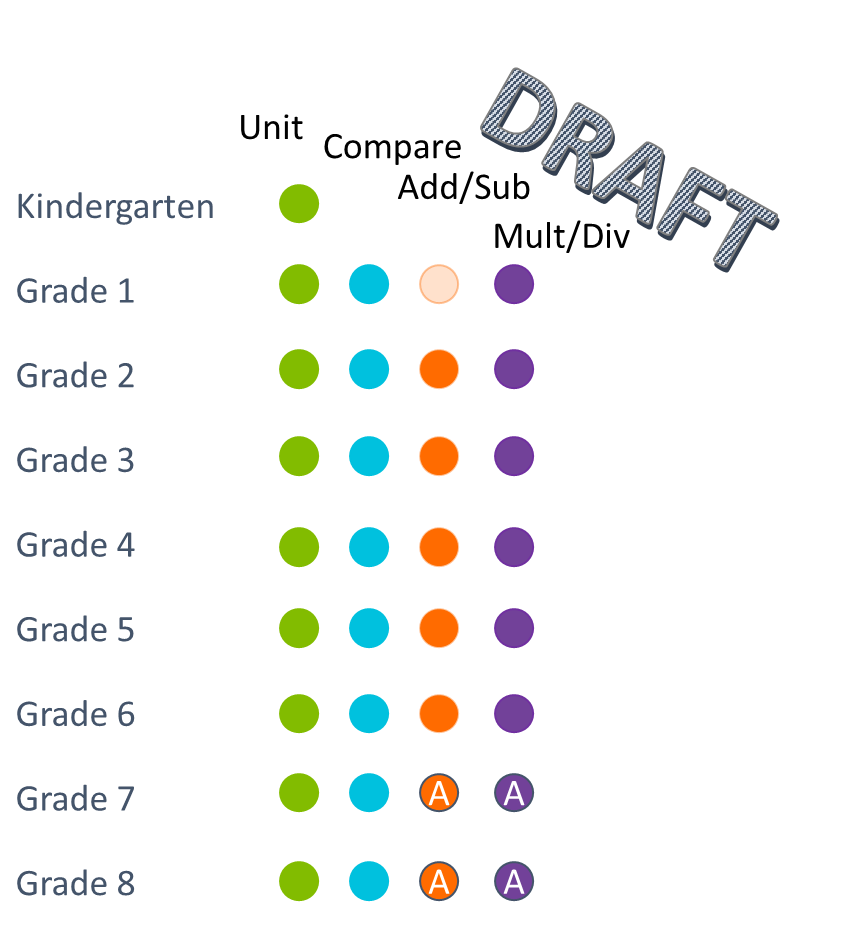 DRAFT
Unit
Compare
Add/Sub
Mult/Div
Kindergarten
Grade 1
Grade 2
Grade 3
Grade 4
Grade 5
Grade 6
Grade 7 A A
Grade 8 A A